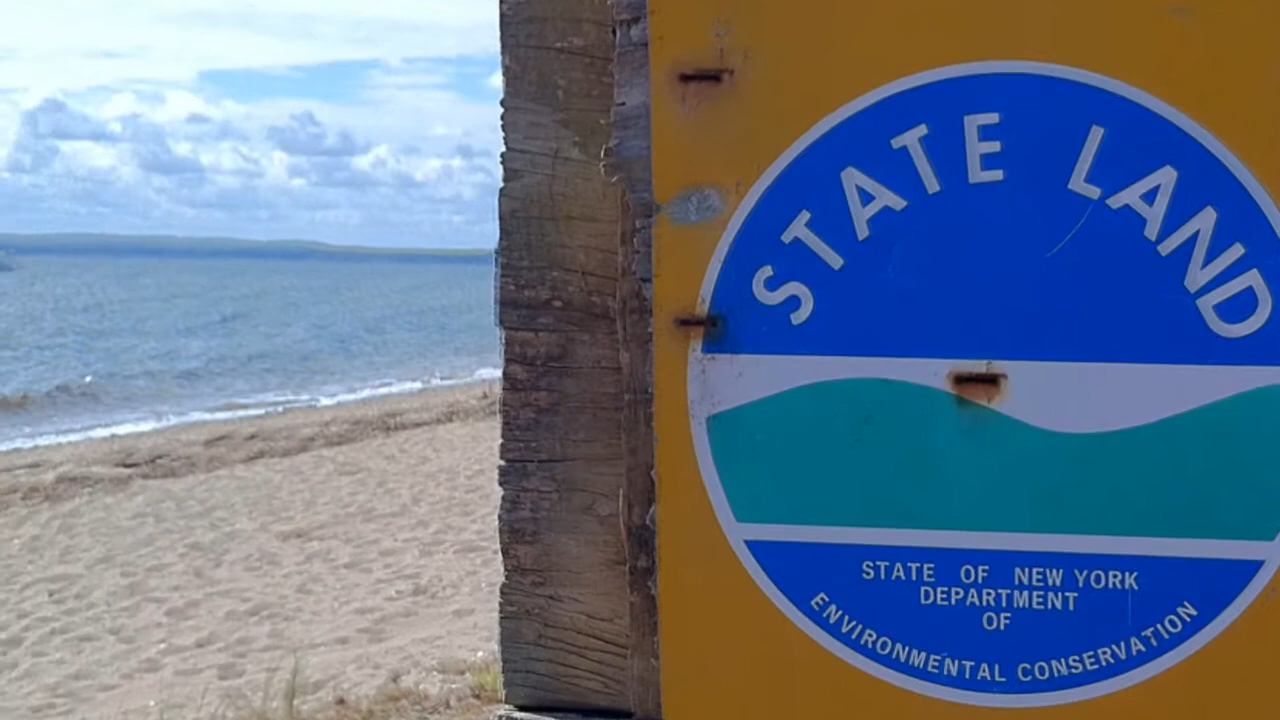 STATE LAND
STATE OF NEW YORK
DEPARTMENT
OF
ENVIRONMENTAL CONSERVATION